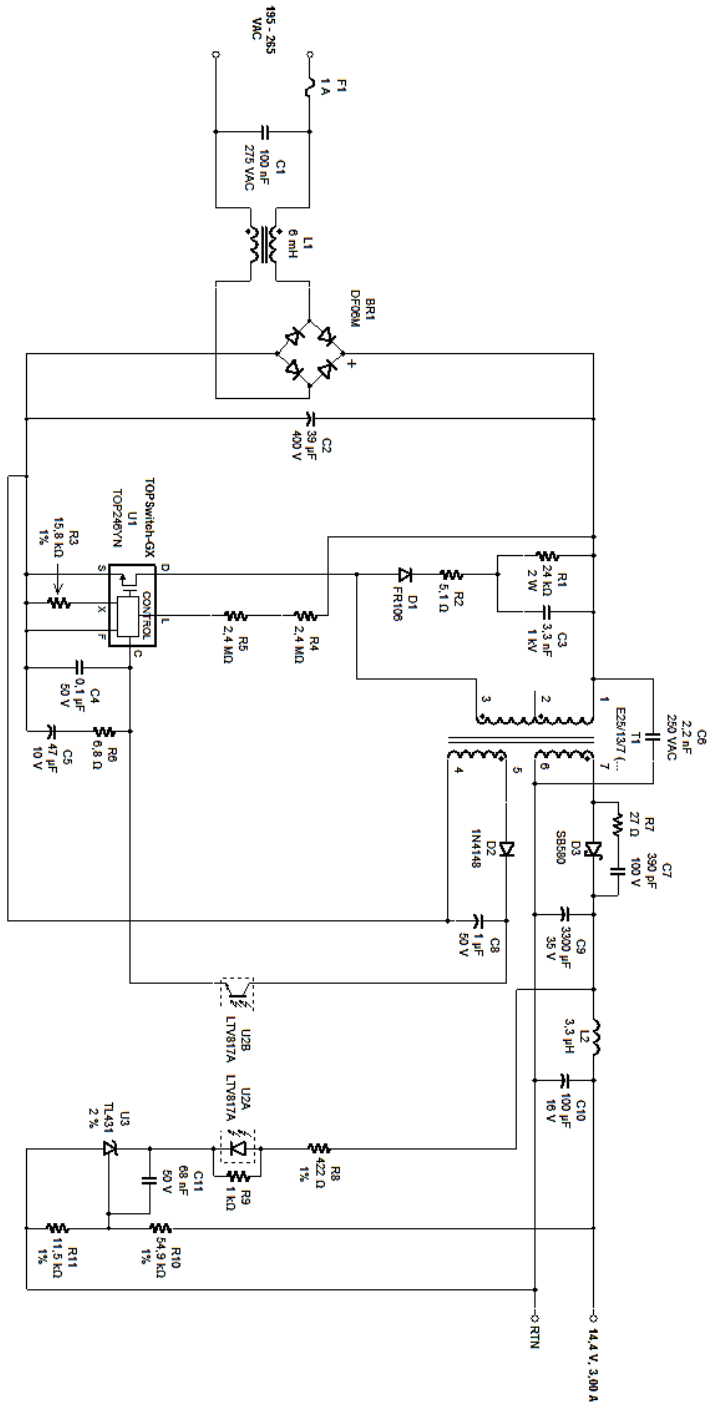 195 - 265
VAC
F1
1 A
C1
100 nF
275 VAC
L1
6 mH
BR1
DF06M
+
C2
39 µF
400 V
TOPSwitch-GX
U1
TOP246YN
D
S
CONTROL
L
X
F
C
R3
15,8 kΩ
1%
R5
2,4 MΩ
R4
2,4 MΩ
D1
FR106
R2
5,1 Ω
R1
24 kΩ
2 W
C3
3,3 nF
1 kV
C4
0,1 µF
50 V
R6
6,8 Ω
C5
47 µF
10 V
C6
2,2 nF
250 VAC
T1
E25/13/7 (...
1
2
3
4
5
6
7
R7
27 Ω
C7
390 pF
100 V
D3
SB580
D2
1N4148
C9
3300 µF
35 V
C8
1 µF
50 V
L2
3,3 µH
C10
100 µF
16 V
U2B
LTV817A
U2A
LTV817A
R8
422 Ω
1%
R9
1 kΩ
U3
TL431
2 %
C11
68 nF
50 V
R10
54,9 kΩ
1%
R11
11,5 kΩ
1%
14,4 V, 3,00 A
RTN